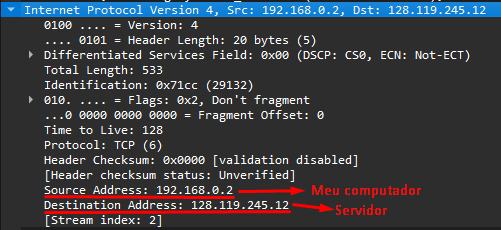 Internet Protocol Version 4, Src: 192.168.0.2, Dst: 128.119.245.12
0100 .... = Version: 4
.... 0101 = Header Length: 20 bytes (5)
Differentiated Services Field: 0x00 (DSCP: CS0, ECN: Not-ECT)
Total Length: 533
Identification: 0x71cc (29132)
010. .... = Flags: 0x2, Don't fragment
...0 0000 0000 0000 = Fragment Offset: 0
Time to Live: 128
Protocol: TCP (6)
Header Checksum: 0x0000 [validation disabled]
[Header checksum status: Unverified]
Source Address: 192.168.0.2 Meu computador
Destination Address: 128.119.245.12 Servidor
[Stream index: 2]